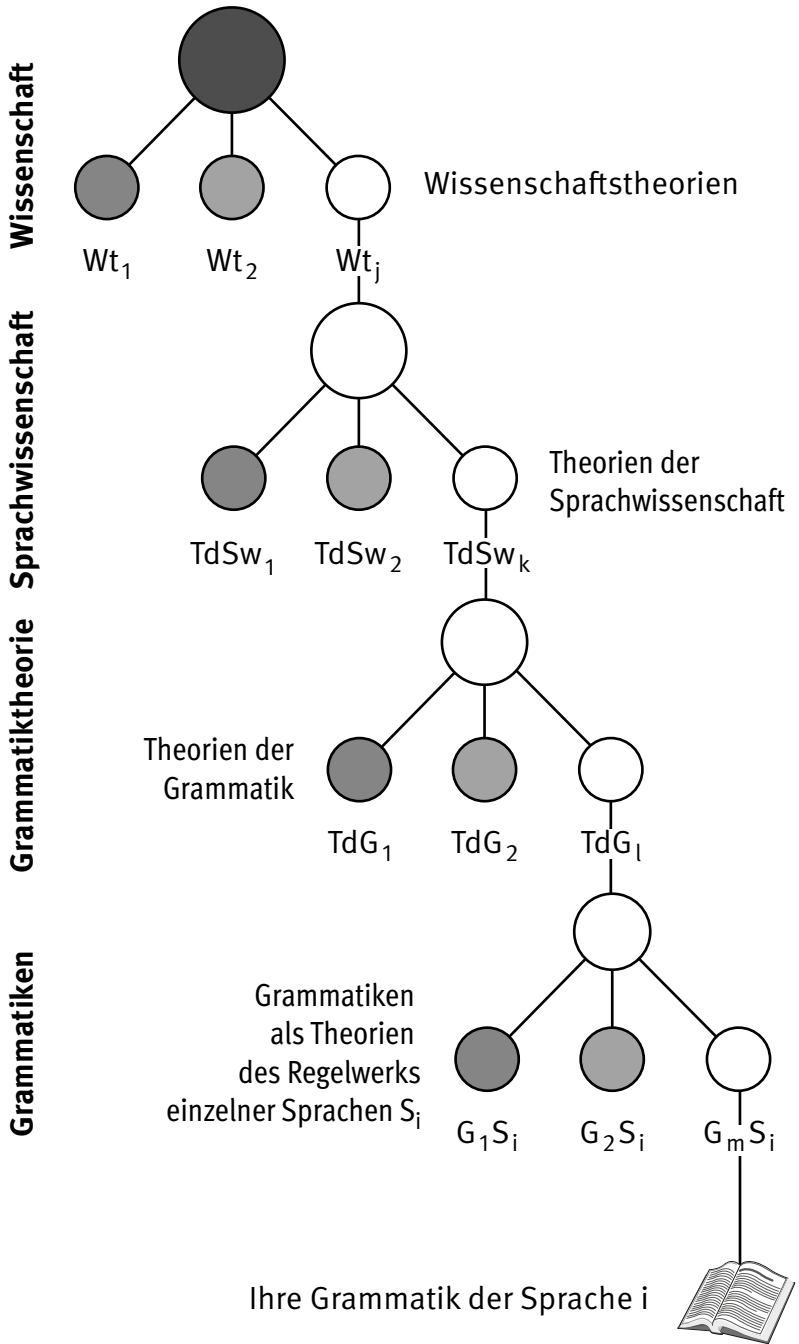 Wissenschaft
Wissenschaftstheorien
Wt₁ Wt₂ Wtⱼ
Sprachwissenschaft
Theorien der
Sprachwissenschaft
TdSw₁ TdSw₂ TdSwₖ
Grammatiktheorie
Theorien der
Grammatik
TdG₁ TdG₂ TdGₗ
Grammatiken
Grammatiken
als Theorien
des Regelwerks
einzelner Sprachen Sᵢ
G₁Sᵢ G₂Sᵢ GₘSᵢ
Ihre Grammatik der Sprache i